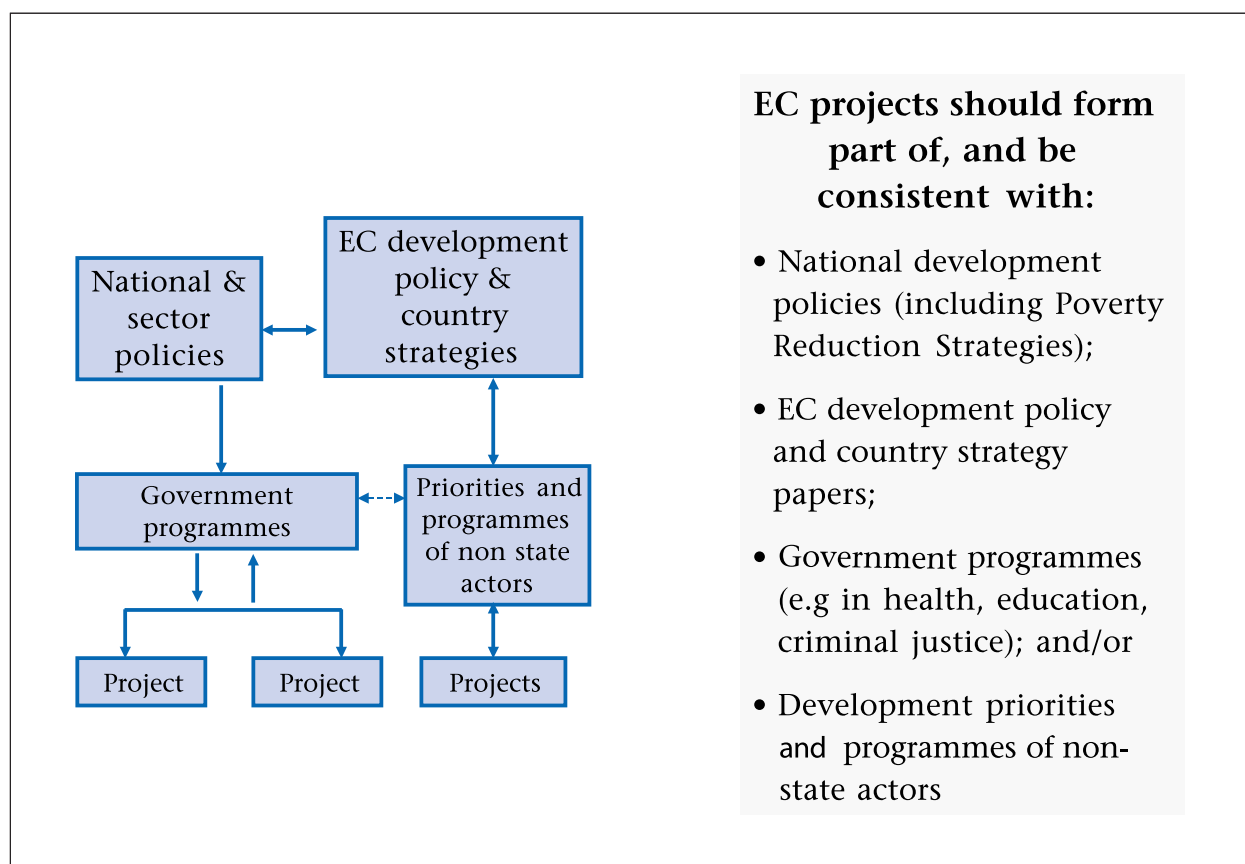 National &
sector
policies
EC development
policy &
country
strategies
Government
programmes
Priorities and
programmes
of non state
actors
Project
Project
Projects
EC projects should form
part of, and be
consistent with:
• National development
policies (including Poverty
Reduction Strategies);
• EC development policy
and country strategy
papers;
• Government programmes
(e.g in health, education,
criminal justice); and/or
• Development priorities
and programmes of non-
state actors